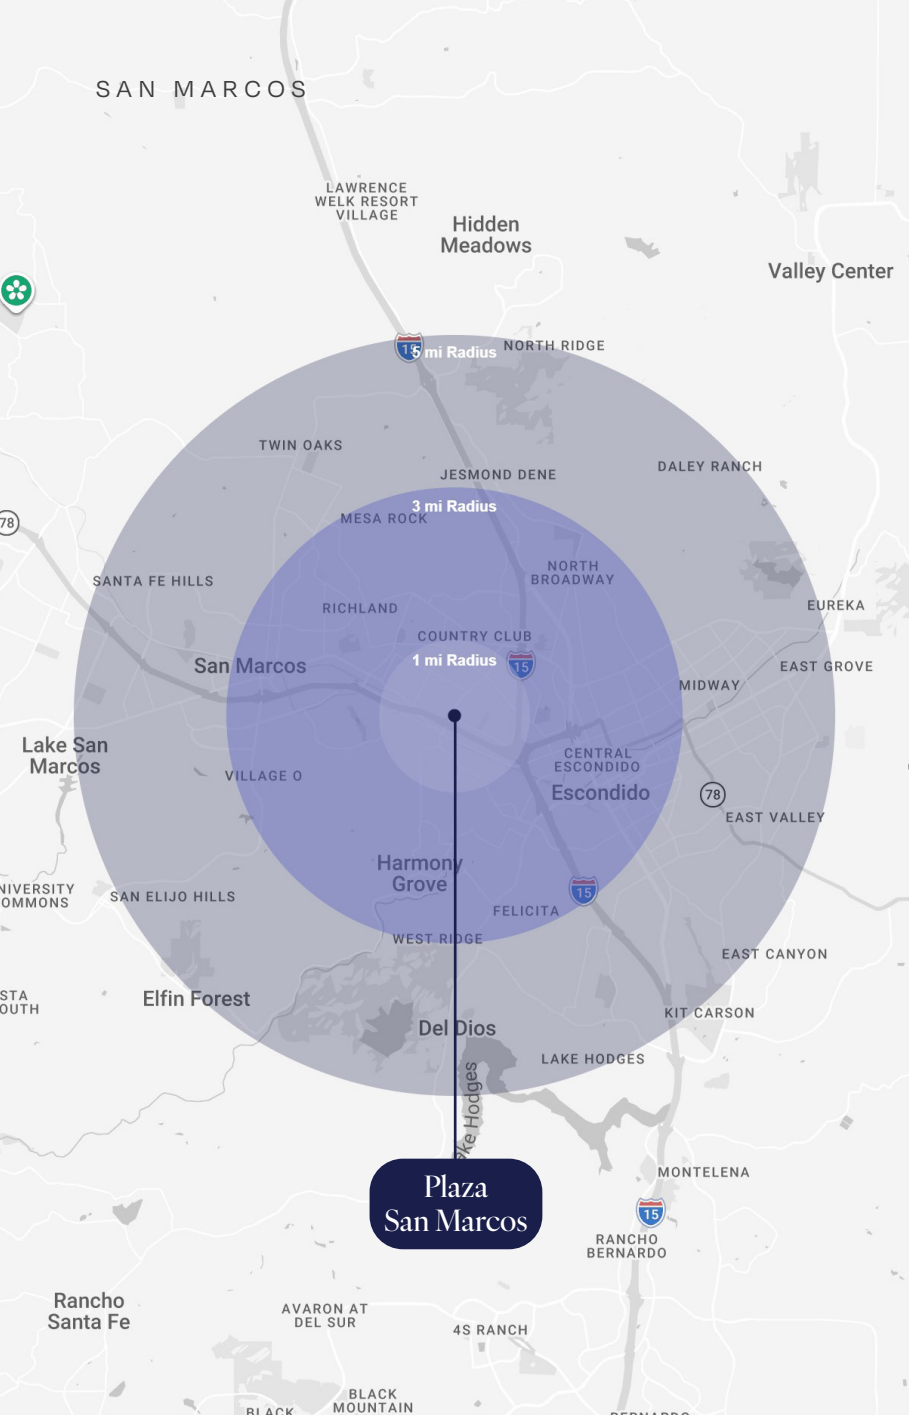 SAN MARCOS
LAWRENCE
WELK RESORT
VILLAGE
Hidden
Meadows
Valley Center
15
5 mi Radius
NORTH RIDGE
TWIN OAKS
JESMOND DENE
DALEY RANCH
3 mi Radius
MESA ROCK
78
NORTH
BROADWAY
SANTA FE HILLS
RICHLAND
EUREKA
COUNTRY CLUB
1 mi Radius
15
San Marcos
EAST GROVE
MIDWAY
Lake San
Marcos
CENTRAL
ESCONDIDO
VILLAGE O
Escondido
78
EAST VALLEY
Harmony
Grove
NIVERSITY
OMMONS
SAN ELIJO HILLS
15
FELICITA
WEST RIDGE
EAST CANYON
STA
OUTH
Elfin Forest
KIT CARSON
Del Dios
LAKE HODGES
ke Hodges
Plaza
San Marcos
MONTELENA
15
RANCHO
BERNARDO
Rancho
Santa Fe
AVARON AT
DEL SUR
4S RANCH
BLACK
MOUNTAIN
BLACK
BERNARDO